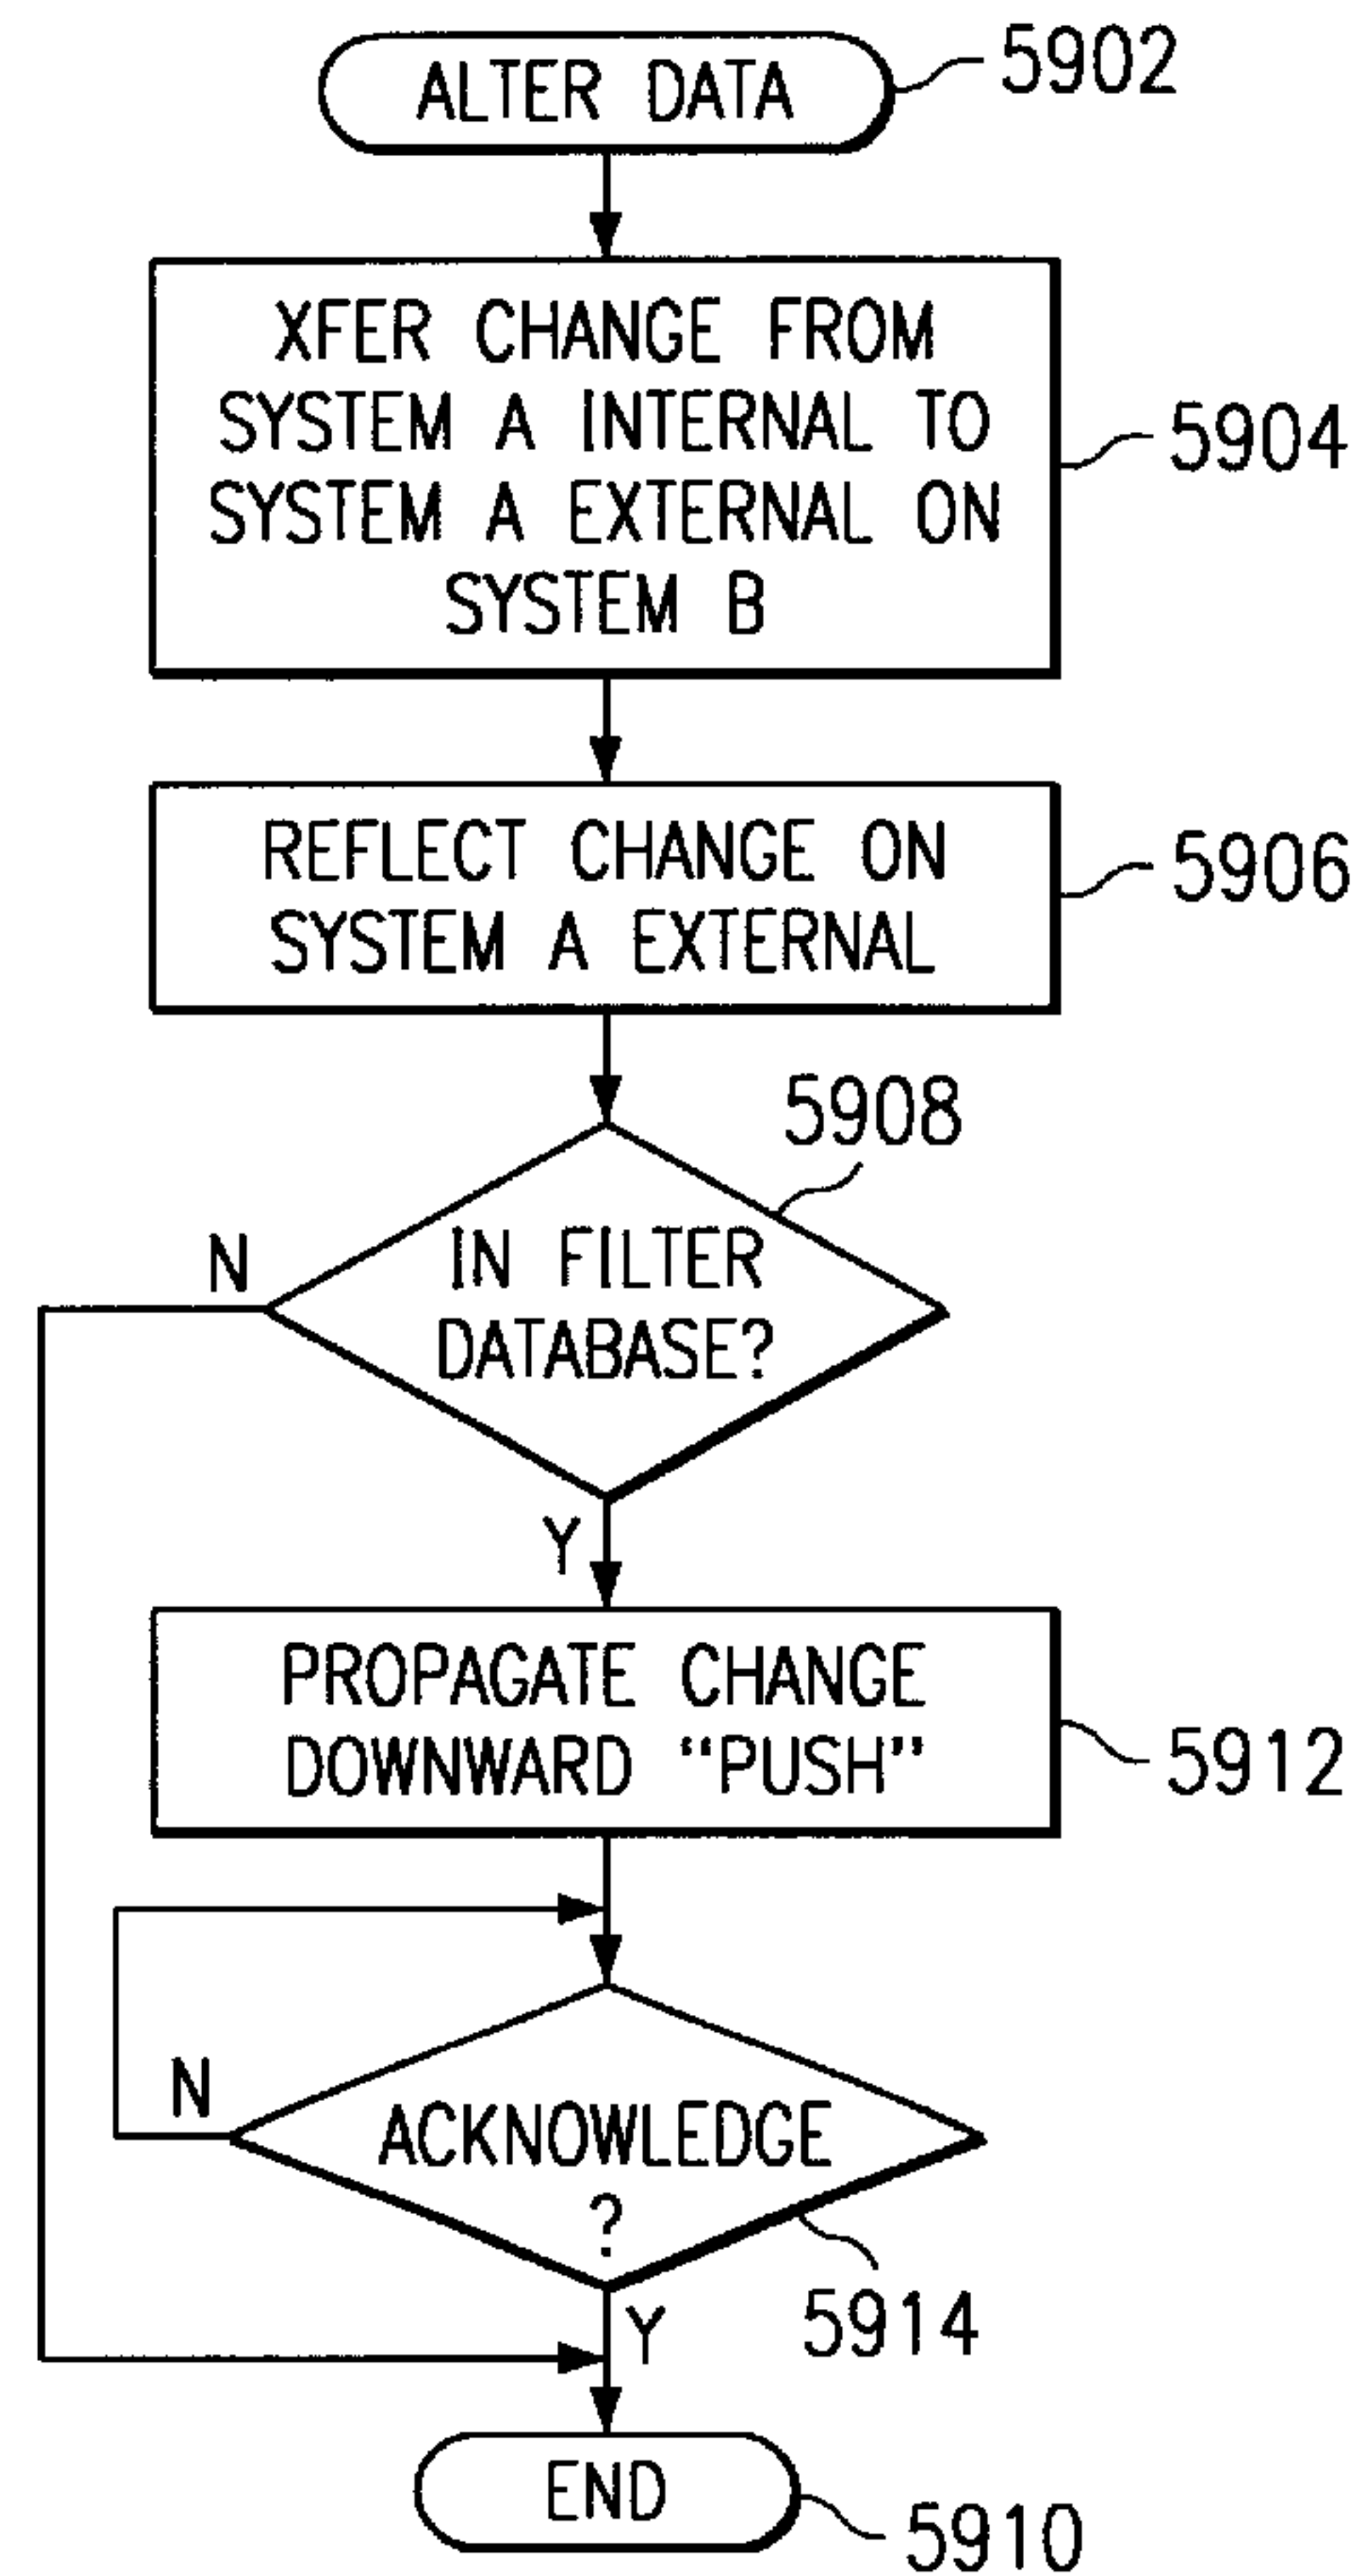 ALTER DATA
5902
XFER CHANGE FROM
SYSTEM A INTERNAL TO
SYSTEM A EXTERNAL ON
SYSTEM B
5904
REFLECT CHANGE ON
SYSTEM A EXTERNAL
5906
5908
N
IN FILTER
DATABASE?
Y
PROPAGATE CHANGE
DOWNWARD “PUSH”
5912
N
ACKNOWLEDGE
?
Y
5914
END
5910